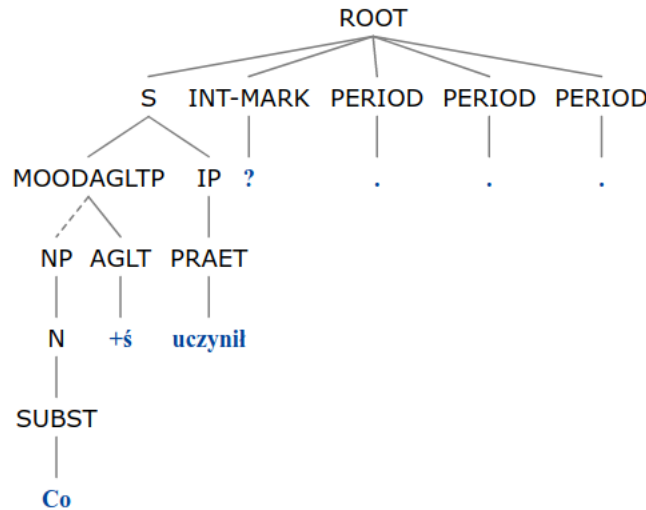 ROOT
S INT-MARK PERIOD PERIOD PERIOD
MOODAGLTP IP ? . . .
NP AGLT PRAET
N +ś uczynił
SUBST
Co